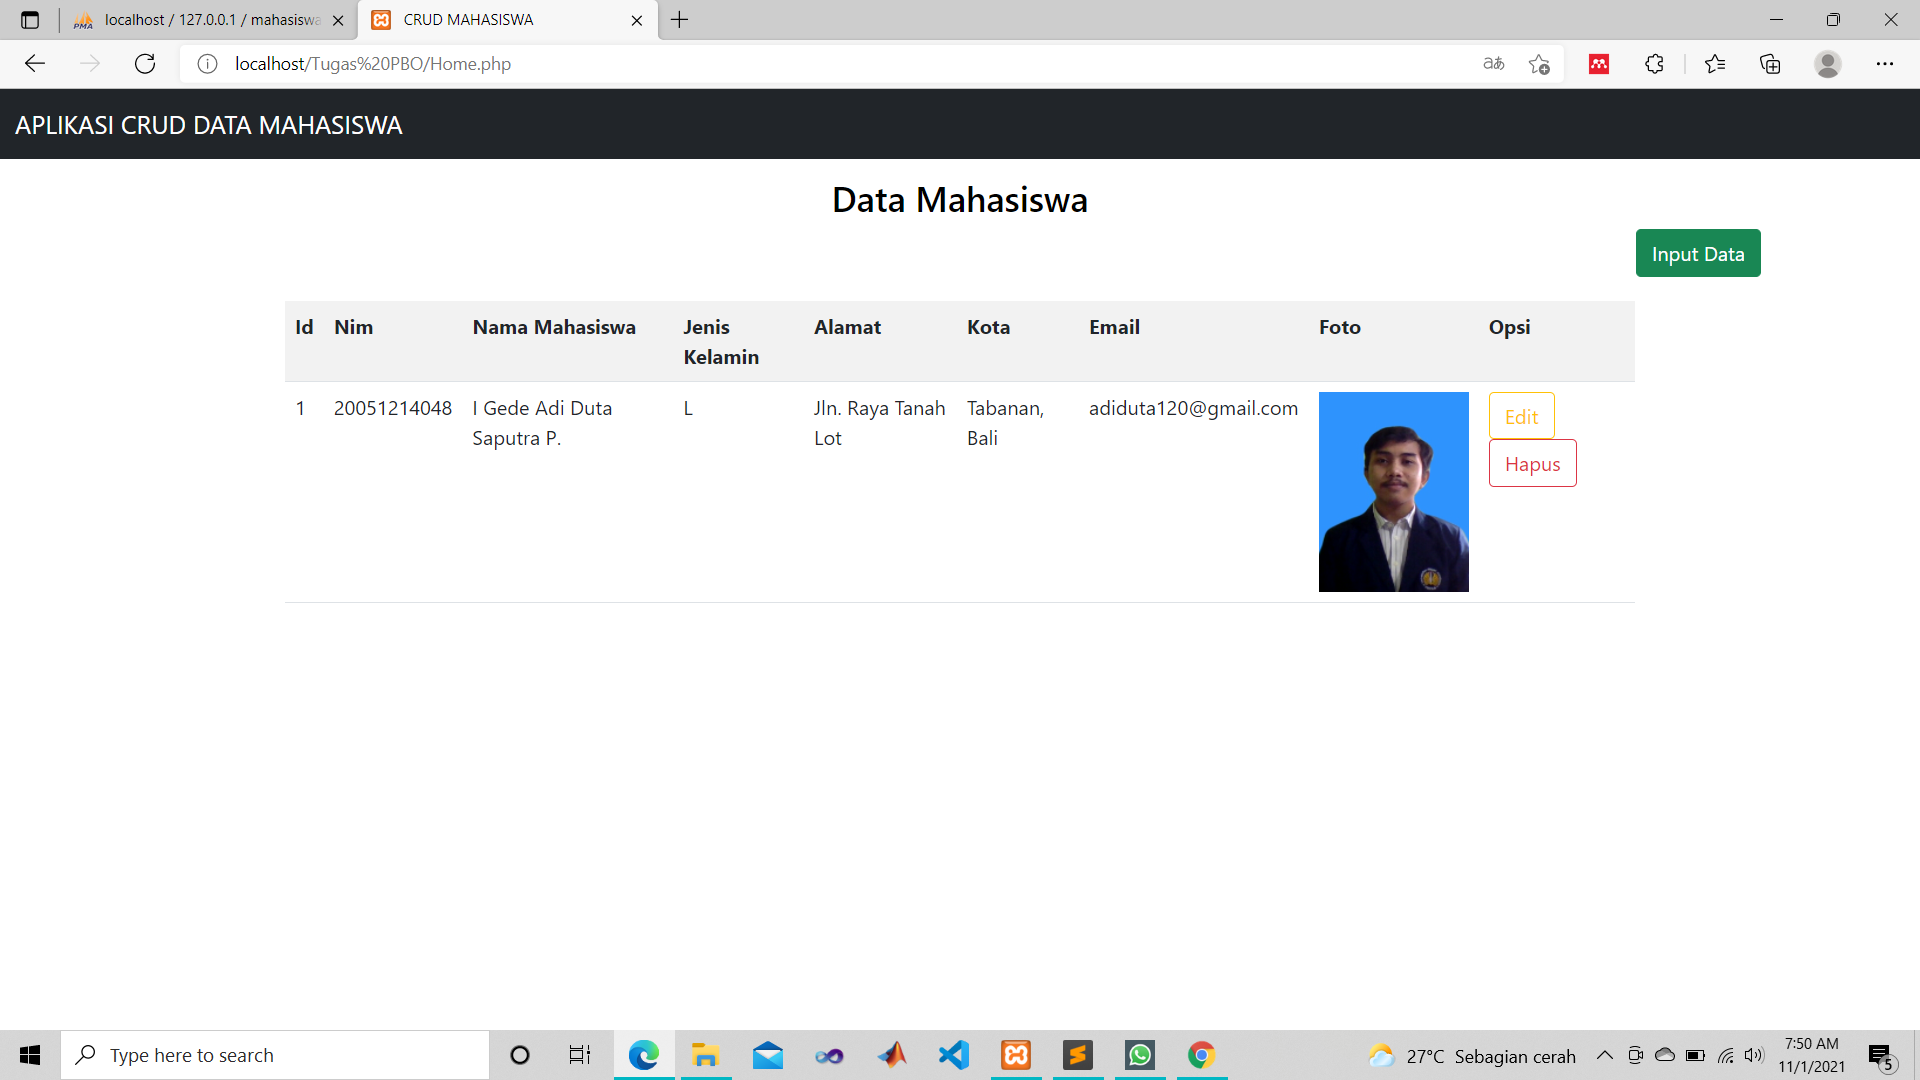 localhost / 127.0.0.1 / mahasiswa
CRUD MAHASISWA
localhost/Tugas%20PBO/Home.php
APLIKASI CRUD DATA MAHASISWA
Data Mahasiswa
Input Data
Id Nim Nama Mahasiswa Jenis Kelamin Alamat Kota Email Foto Opsi
1 20051214048 I Gede Adi Duta Saputra P. L Jln. Raya Tanah Lot Tabanan, Bali adiduta120@gmail.com
Edit
Hapus
Type here to search
27°C Sebagian cerah
7:50 AM
11/1/2021
5